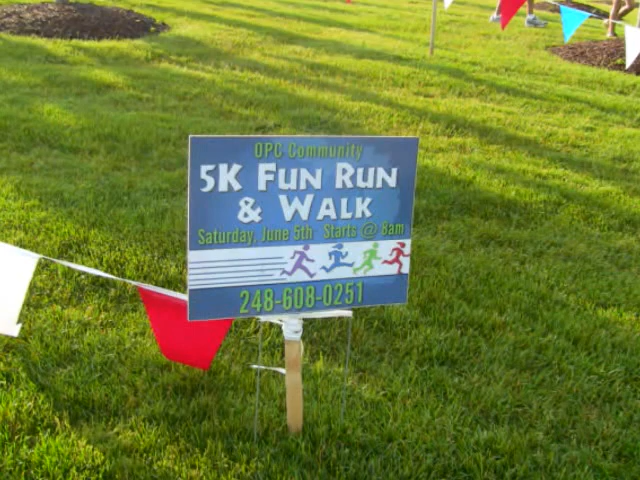 OPC Community
5K Fun Run
& Walk
Saturday, June 5th Starts @ 8am
248-608-0251